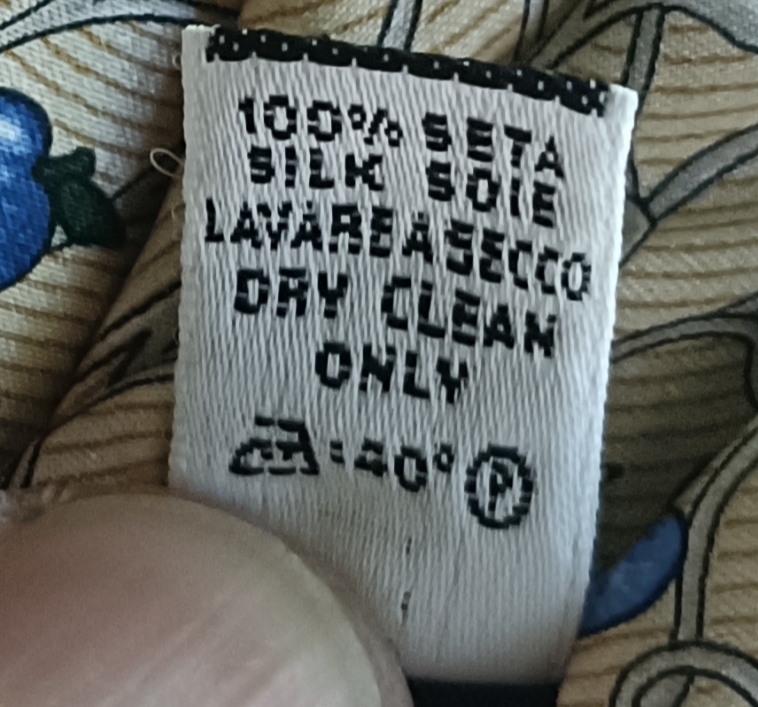 100% SETA
SILK SOIE
LAVAREASECCO
DRY CLEAN
ONLY
40° P